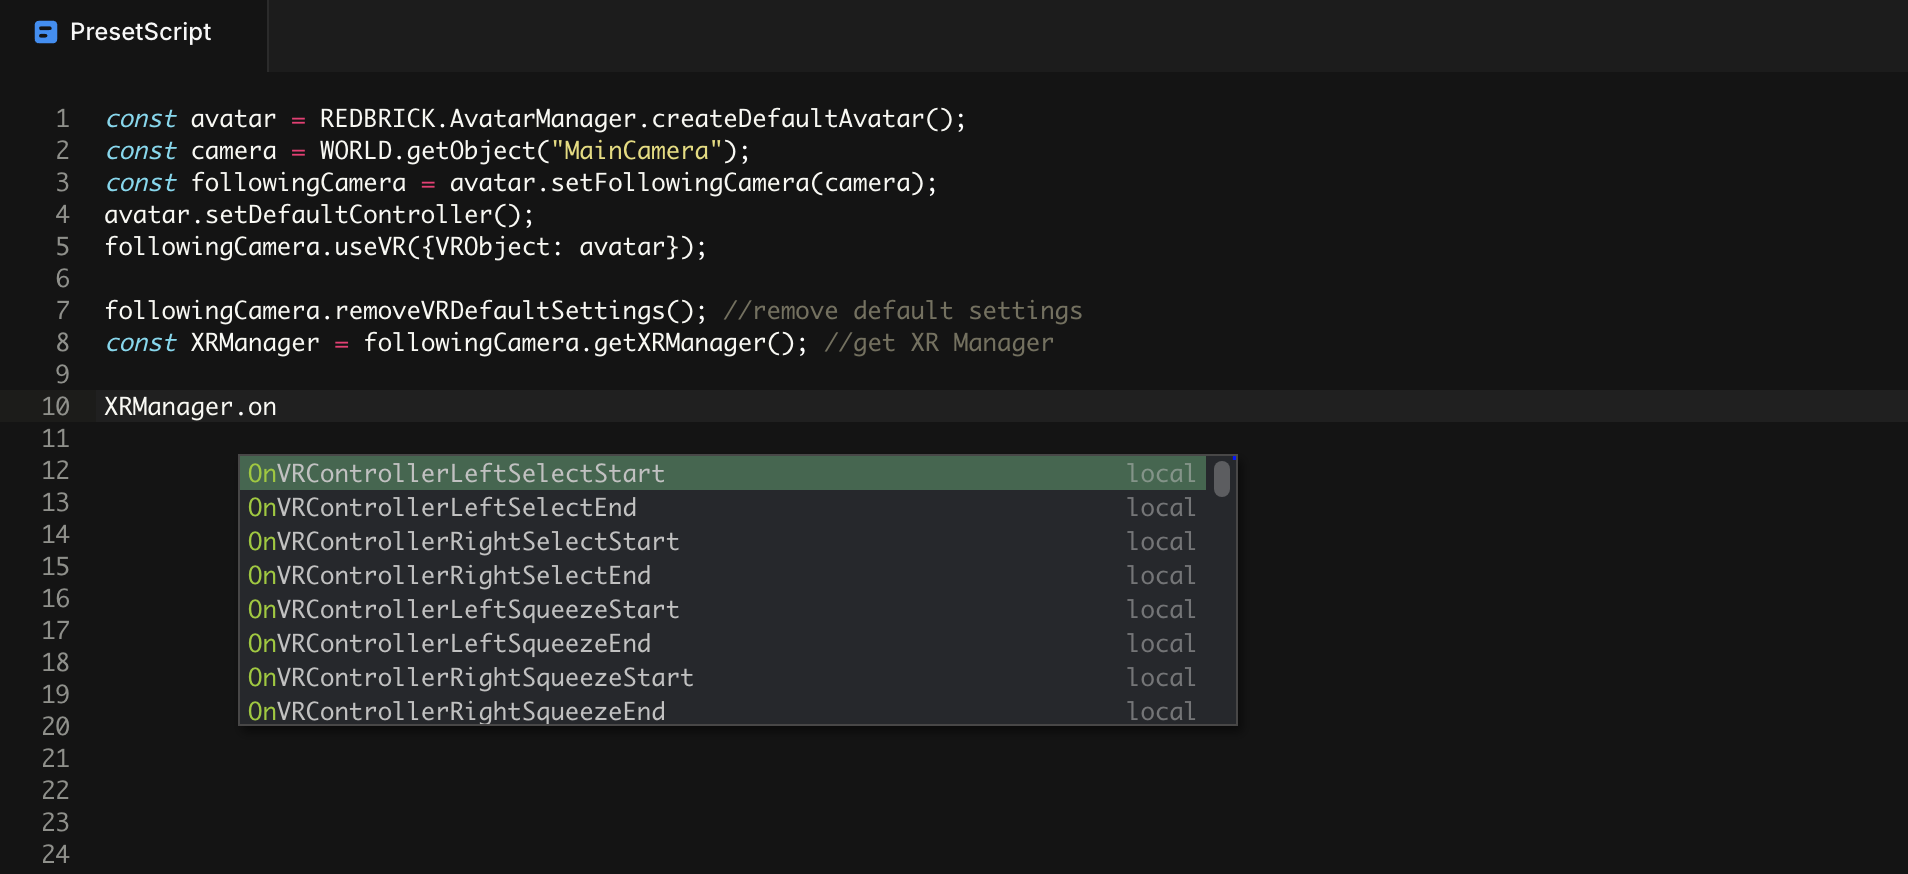 PresetScript
1 const avatar = REDBRICK.AvatarManager.createDefaultAvatar();
2 const camera = WORLD.getObject("MainCamera");
3 const followingCamera = avatar.setFollowingCamera(camera);
4 avatar.setDefaultController();
5 followingCamera.useVR({VRObject: avatar});
6
7 followingCamera.removeVRDefaultSettings(); //remove default settings
8 const XRManager = followingCamera.getXRManager(); //get XR Manager
9
10 XRManager.on
11
OnVRControllerLeftSelectStart local
12
OnVRControllerLeftSelectEnd local
13
OnVRControllerRightSelectStart local
14
OnVRControllerRightSelectEnd local
15
16
OnVRControllerLeftSqueezeStart local
17
OnVRControllerLeftSqueezeEnd local
18
OnVRControllerRightSqueezeStart local
19
OnVRControllerRightSqueezeEnd local
20
21
22
23
24